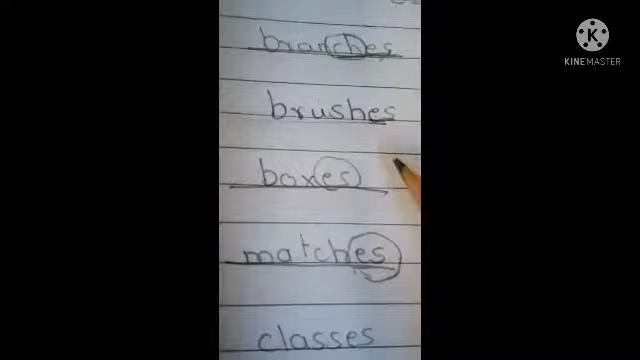 KINEMASTER
branches
brushes
boxes
matches
classes